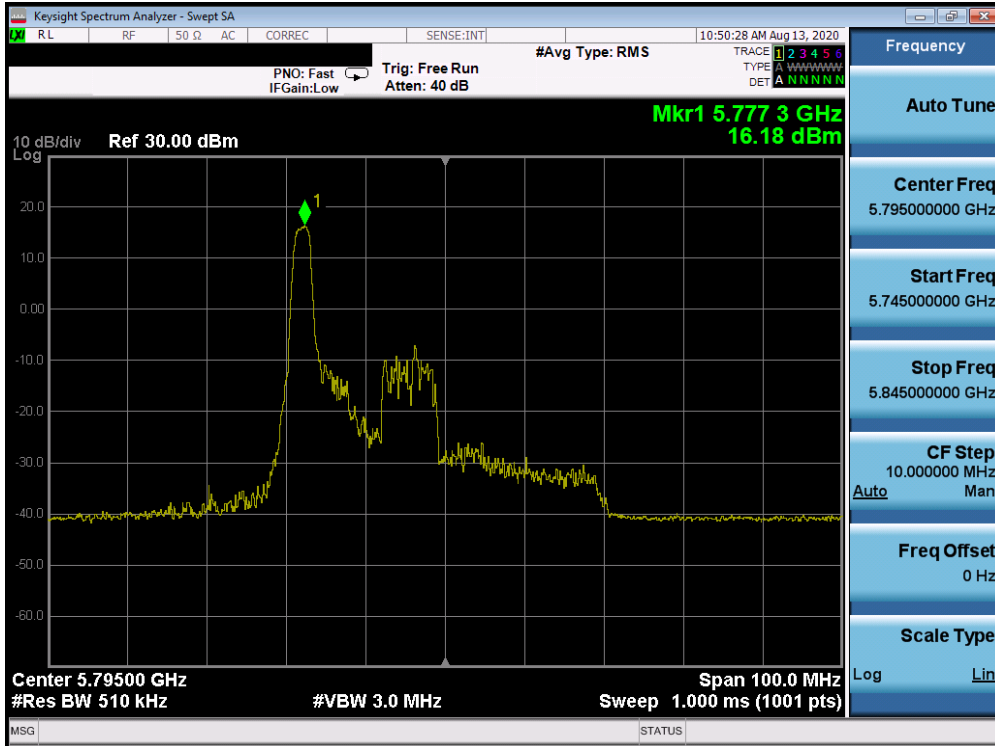 Keysight Spectrum Analyzer - Swept SA
LXI RL RF 50 Ω AC CORREC SENSE:INT 10:50:28 AM Aug 13, 2020
#Avg Type: RMS
TRACE 1 2 3 4 5 6
PNO: Fast Trig: Free Run
TYPE A WWWWW
IFGain:Low Atten: 40 dB
DET A N N N N N
Mkr1 5.777 3 GHz
16.18 dBm
10 dB/div Ref 30.00 dBm
Log
1
20.0
10.0
0.00
-10.0
-20.0
-30.0
-40.0
-50.0
-60.0
Center 5.79500 GHz Span 100.0 MHz
#Res BW 510 kHz #VBW 3.0 MHz Sweep 1.000 ms (1001 pts)
MSG STATUS
Frequency
Auto Tune
Center Freq
5.795000000 GHz
Start Freq
5.745000000 GHz
Stop Freq
5.845000000 GHz
CF Step
10.000000 MHz
Auto Man
Freq Offset
0 Hz
Scale Type
Log Lin